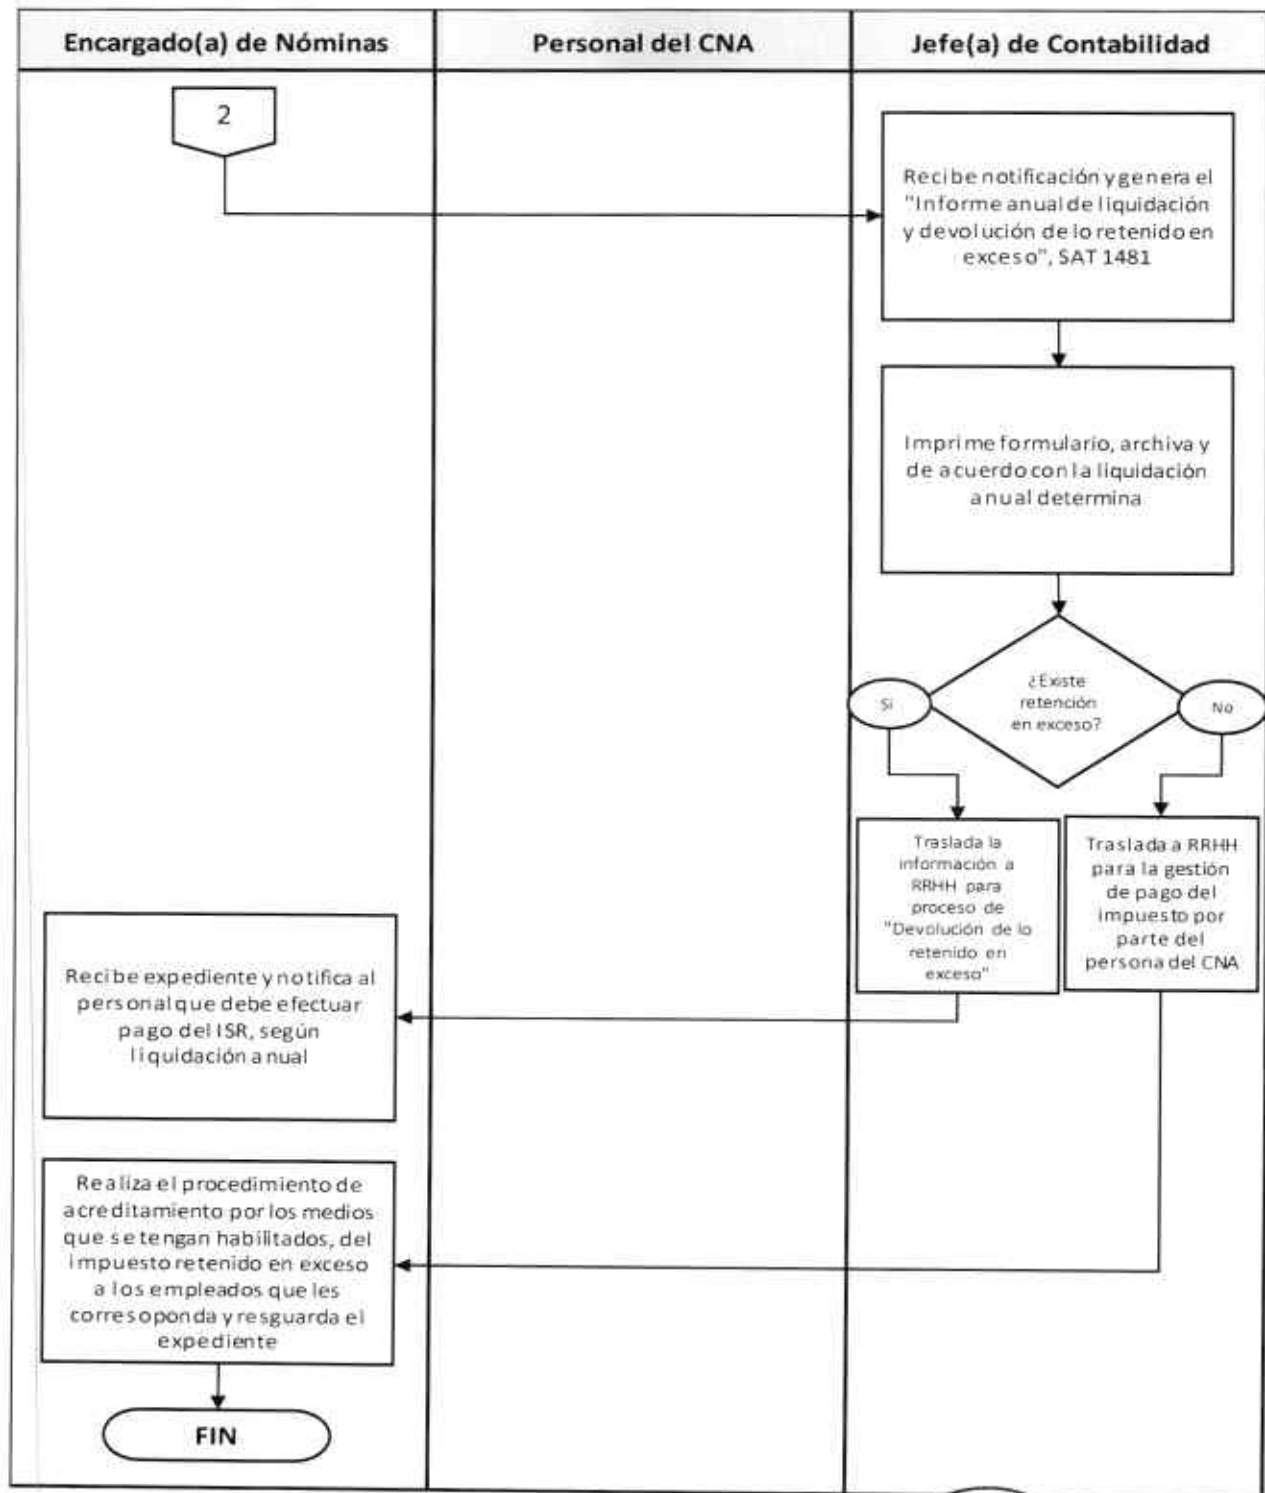 Encargado(a) de Nóminas
Personal del CNA
Jefe(a) de Contabilidad
2
Recibe notificación y genera el
"Informe anual de liquidación
y devolución de lo retenido en
exceso", SAT 1481
Imprime formulario, archiva y
de acuerdo con la liquidación
anual determina
¿Existe
retención
en exceso?
Si
No
Traslada la
información a
RRHH para
proceso de
"Devolución de lo
retenido en
exceso"
Traslada a RRHH
para la gestión
de pago del
impuesto por
parte del
persona del CNA
Recibe expediente y notifica al
personal que debe efectuar
pago del ISR, según
liquidación anual
Realiza el procedimiento de
acreditamiento por los medios
que se tengan habilitados, del
impuesto retenido en exceso
a los empleados que les
corresoponda y resguarda el
expediente
FIN